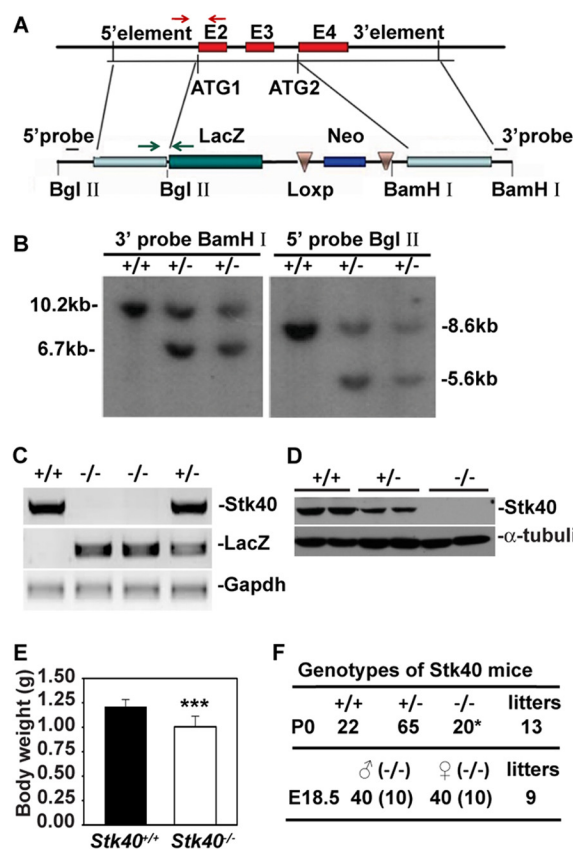 A
5'element E2 E3 E4 3'element
ATG1 ATG2
5'probe LacZ Neo 3'probe
Bgl II Bgl II Loxp BamH I BamH I
B
3' probe BamH I 5' probe Bgl II
+/+ +/- +/- +/+ +/- +/-
10.2kb-
-8.6kb
6.7kb-
-5.6kb
C
+/+ -/- -/- +/-
-Stk40
-LacZ
-Gapdh
D
+/+ +/- -/-
-Stk40
-α-tubuli
E
Body weight (g)
1.50
1.25
1.00
0.75
0.50
0.25
0.00
***
Stk40+/+ Stk40-/-
F
Genotypes of Stk40 mice
+/+ +/- -/- litters
P0 22 65 20* 13
♂ (-/-) ♀ (-/-) litters
E18.5 40 (10) 40 (10) 9